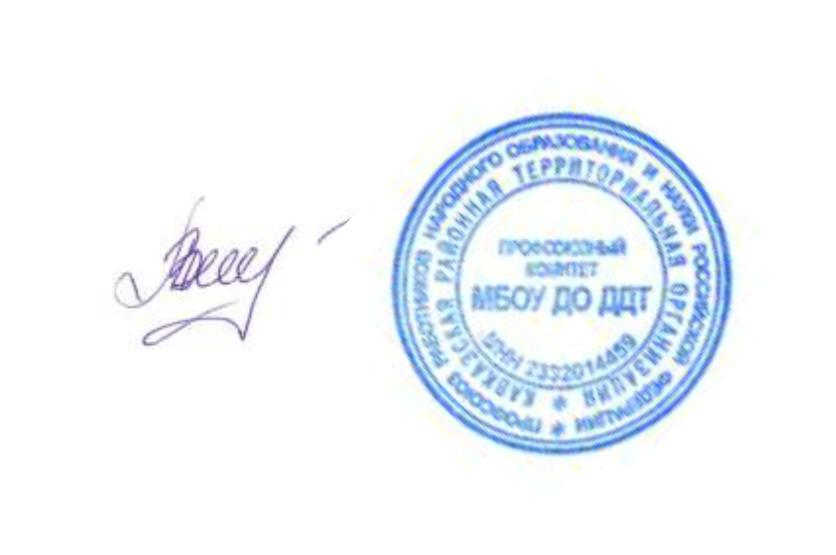 ПРОФСОЮЗ РАБОТНИКОВ НАРОДНОГО ОБРАЗОВАНИЯ И НАУКИ РОССИЙСКОЙ ФЕДЕРАЦИИ
КАВКАЗСКАЯ РАЙОННАЯ ТЕРРИТОРИАЛЬНАЯ ОРГАНИЗАЦИЯ
ПРОФСОЮЗНЫЙ
КОМИТЕТ
МБОУ ДО ДДТ
ИНН 2332014459